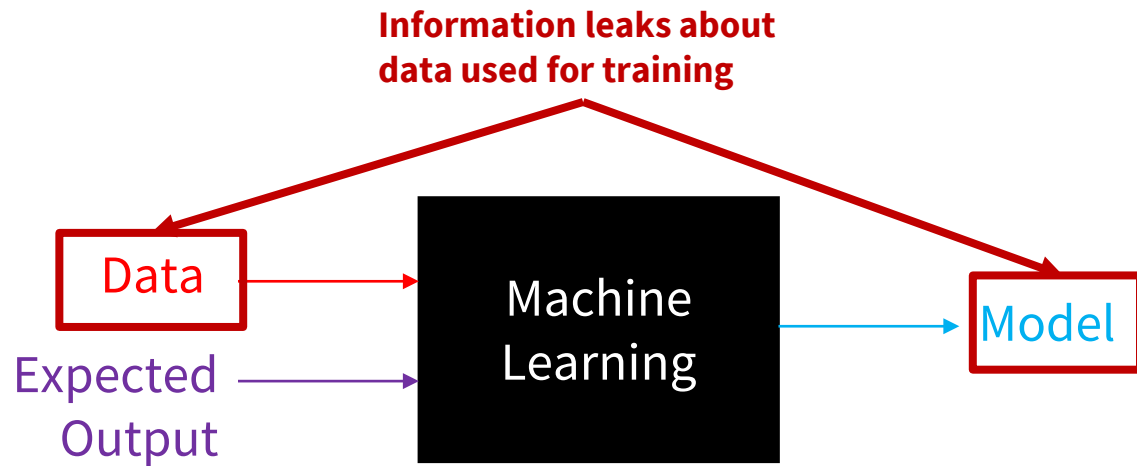 Information leaks about
data used for training
Data
Machine
Learning
Model
Expected
Output